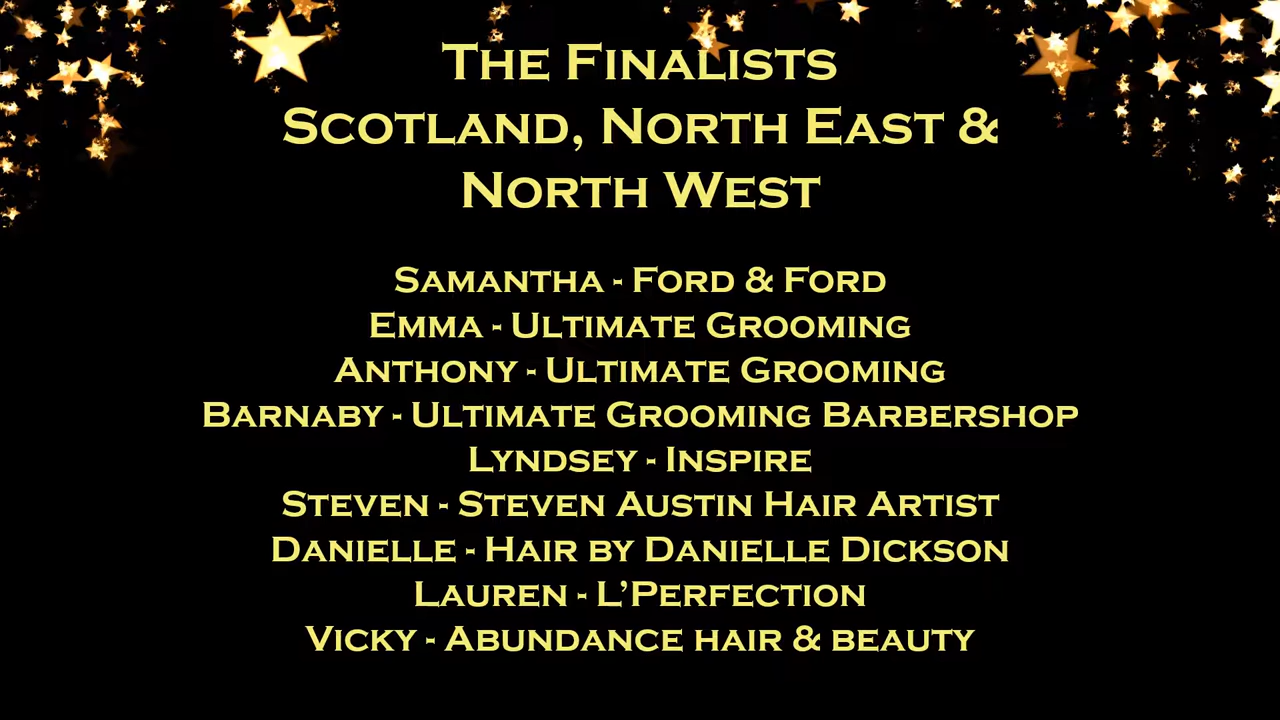 The Finalists
Scotland, North East &
North West
Samantha - Ford & Ford
Emma - Ultimate Grooming
Anthony - Ultimate Grooming
Barnaby - Ultimate Grooming Barbershop
Lyndsey - Inspire
Steven - Steven Austin Hair Artist
Danielle - Hair by Danielle Dickson
Lauren - L’Perfection
Vicky - Abundance hair & beauty